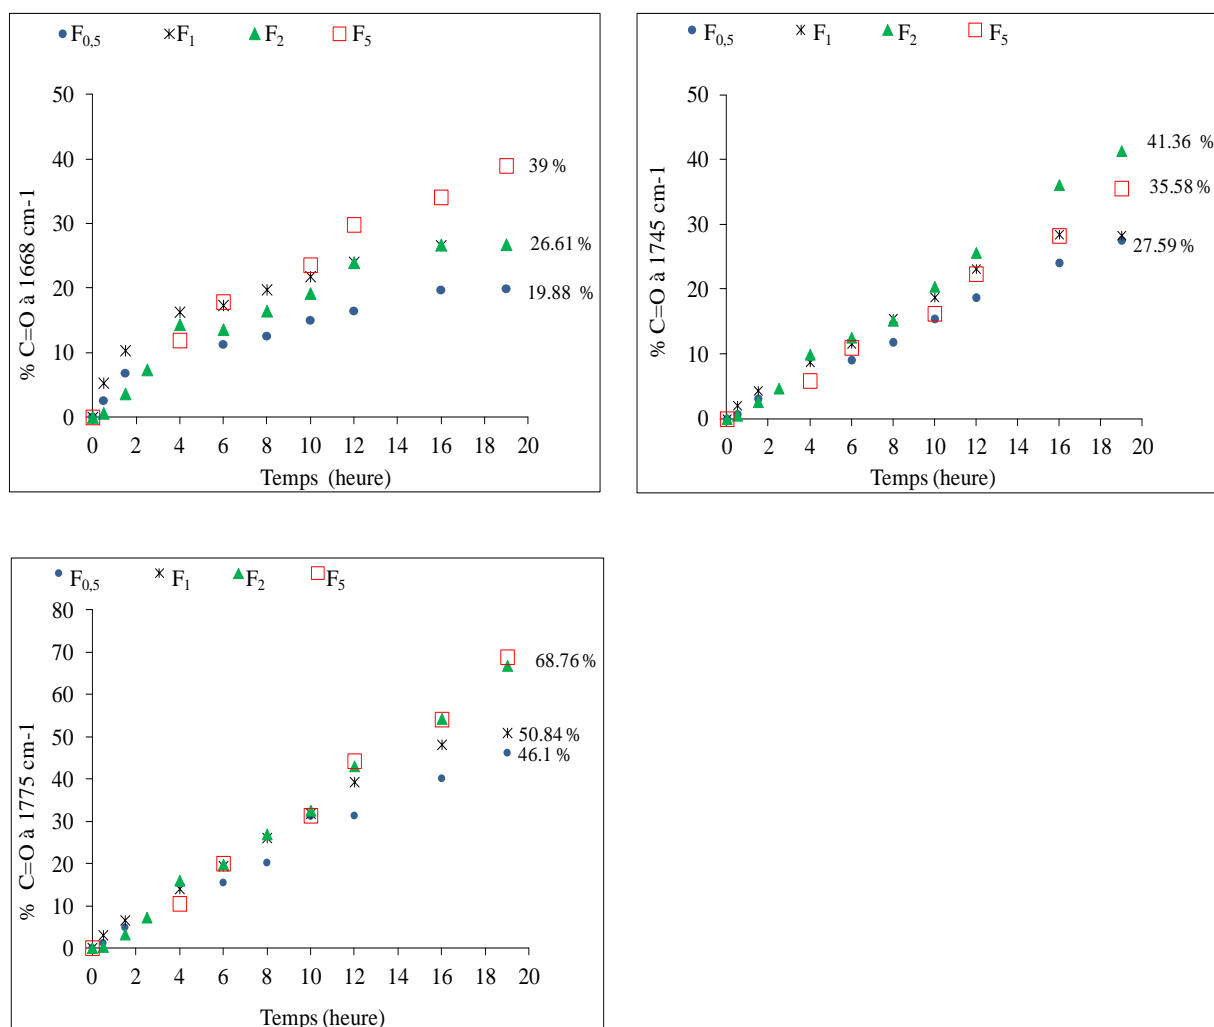 F0,5 F1 F2 F5
50
40
30
20
10
0
39 %
26.61 %
19.88 %
% C=O à 1668 cm-1
0 2 4 6 8 10 12 14 16 18 20
Temps (heure)
F0,5 F1 F2 F5
50
40
30
20
10
0
41.36 %
35.58 %
27.59 %
% C=O à 1745 cm-1
0 2 4 6 8 10 12 14 16 18 20
Temps (heure)
F0,5 F1 F2 F5
80
70
60
50
40
30
20
10
0
68.76 %
50.84 %
46.1 %
% C=O à 1775 cm-1
0 2 4 6 8 10 12 14 16 18 20
Temps (heure)